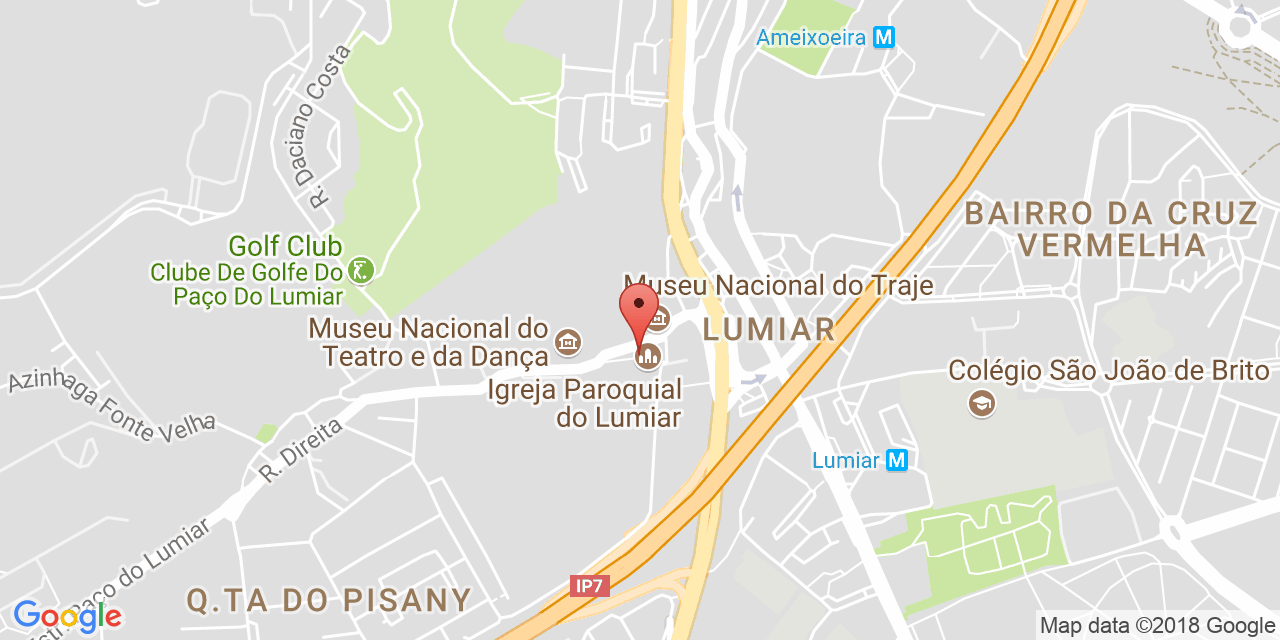 Ameixoeira M
R. Daciano Costa
BAIRRO DA CRUZ
VERMELHA
Golf Club
Clube De Golfe Do
Paço Do Lumiar
Museu Nacional do Traje
Museu Nacional do
Teatro e da Dança
LUMIAR
Igreja Paroquial
do Lumiar
Colégio São João de Brito
Azinhaga Fonte Velha
R. Direita
Lumiar M
Estr. Paço do Lumiar
IP7
Q.TA DO PISANY
Google
Map data ©2018 Google